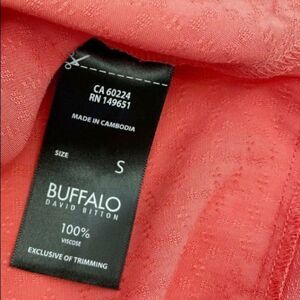 CA 60224
RN 149651
MADE IN CAMBODIA
SIZE S
BUFFALO
DAVID BITTON
100%
VISCOSE
EXCLUSIVE OF TRIMMING